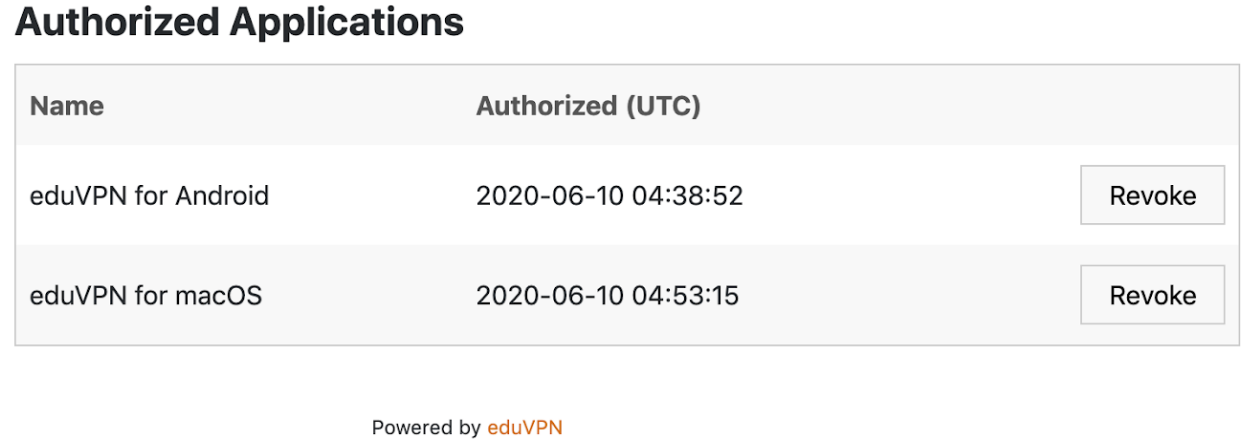 Authorized Applications
Name Authorized (UTC)
eduVPN for Android 2020-06-10 04:38:52 Revoke
eduVPN for macOS 2020-06-10 04:53:15 Revoke
Powered by eduVPN